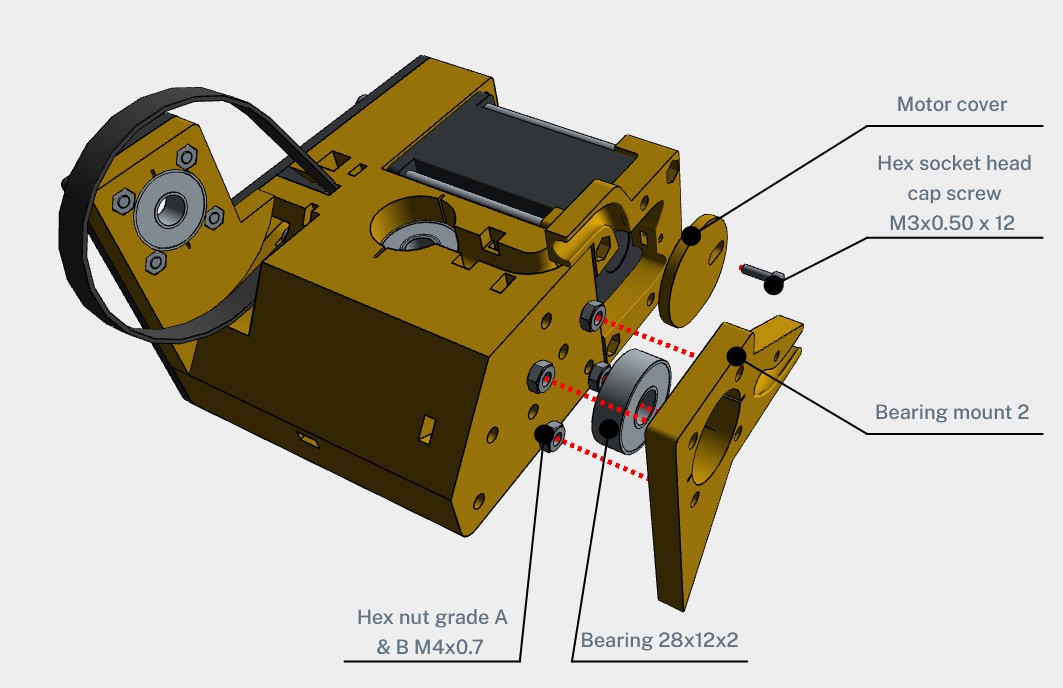 Motor cover
Hex socket head
cap screw
M3x0.50 x 12
Bearing mount 2
Hex nut grade A
& B M4x0.7
Bearing 28x12x2